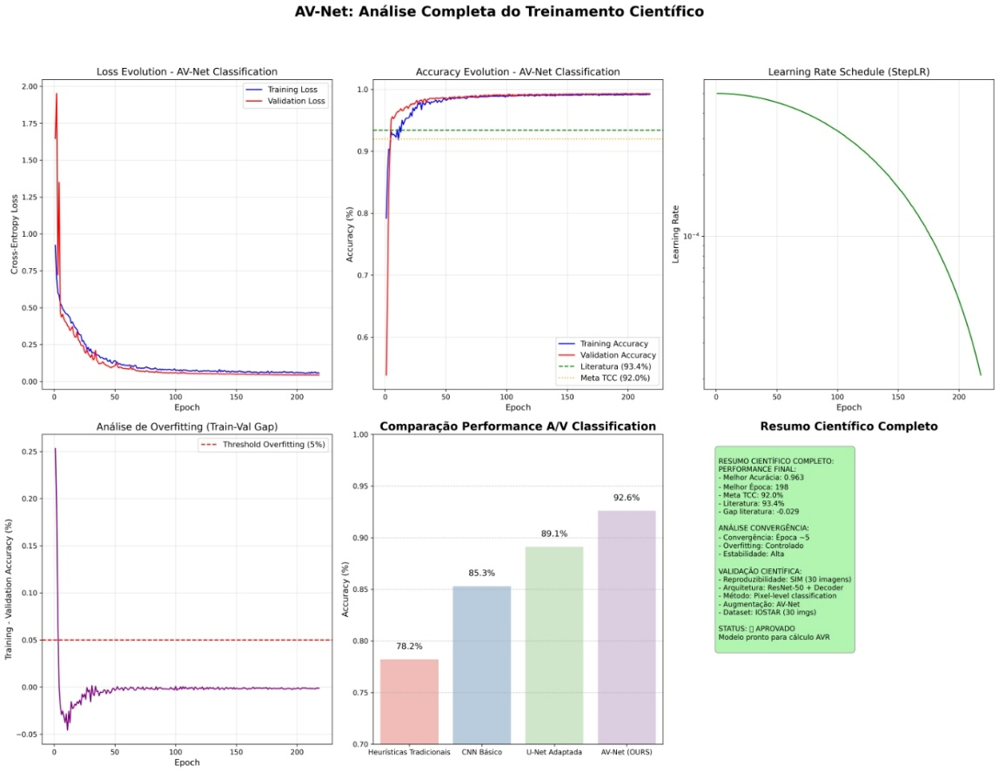 AV-Net: Análise Completa do Treinamento Científico
Loss Evolution - AV-Net Classification
Training Loss
Validation Loss
Cross-Entropy Loss
2.00
1.75
1.50
1.25
1.00
0.75
0.50
0.25
0.00
0
50
100
150
200
Epoch
Accuracy Evolution - AV-Net Classification
Accuracy (%)
1.0
0.9
0.8
0.7
0.6
Training Accuracy
Validation Accuracy
Literatura (93.4%)
Meta TCC (92.0%)
0
50
100
150
200
Epoch
Learning Rate Schedule (StepLR)
Learning Rate
10⁻⁴
0
50
100
150
200
Epoch
Análise de Overfitting (Train-Val Gap)
Threshold Overfitting (5%)
Training - Validation Accuracy (%)
0.25
0.20
0.15
0.10
0.05
0.00
−0.05
0
50
100
150
200
Epoch
Comparação Performance A/V Classification
Accuracy (%)
1.00
0.95
0.90
0.85
0.80
0.75
0.70
78.2%
85.3%
89.1%
92.6%
Heurísticas Tradicionais
CNN Básico
U-Net Adaptada
AV-Net (OURS)
Resumo Científico Completo
RESUMO CIENTÍFICO COMPLETO:
PERFORMANCE FINAL:
- Melhor Acurácia: 0.963
- Melhor Época: 198
- Meta TCC: 92.0%
- Literatura: 93.4%
- Gap literatura: -0.029
ANÁLISE CONVERGÊNCIA:
- Convergência: Época ~5
- Overfitting: Controlado
- Estabilidade: Alta
VALIDAÇÃO CIENTÍFICA:
- Reproduzibilidade: SIM (30 imagens)
- Arquitetura: ResNet-50 + Decoder
- Método: Pixel-level classification
- Augmentação: AV-Net
- Dataset: IOSTAR (30 imgs)
STATUS: ▯ APROVADO
Modelo pronto para cálculo AVR